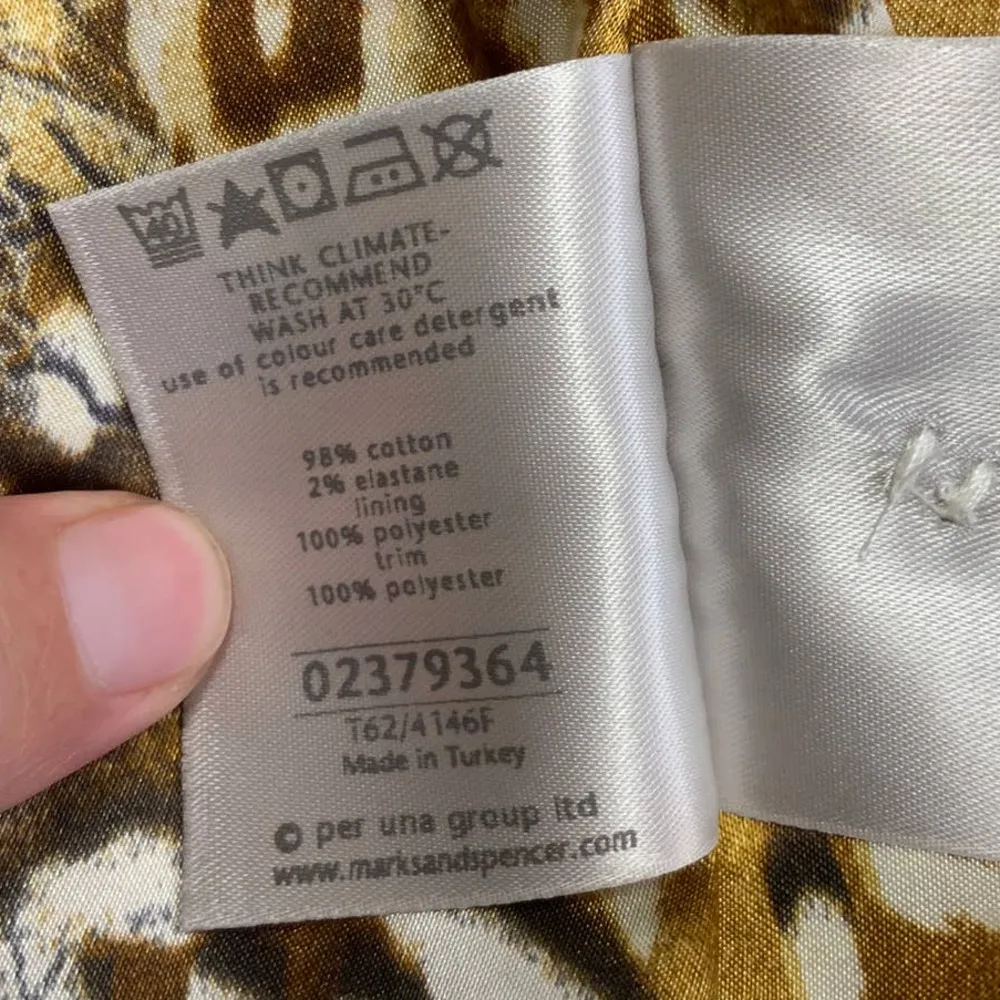 40
THINK CLIMATE-
RECOMMEND
WASH AT 30°C
use of colour care detergent
is recommended
98% cotton
2% elastane
lining
100% polyester
trim
100% polyester
02379364
T62/4146F
Made in Turkey
© per una group ltd
www.marksandspencer.com